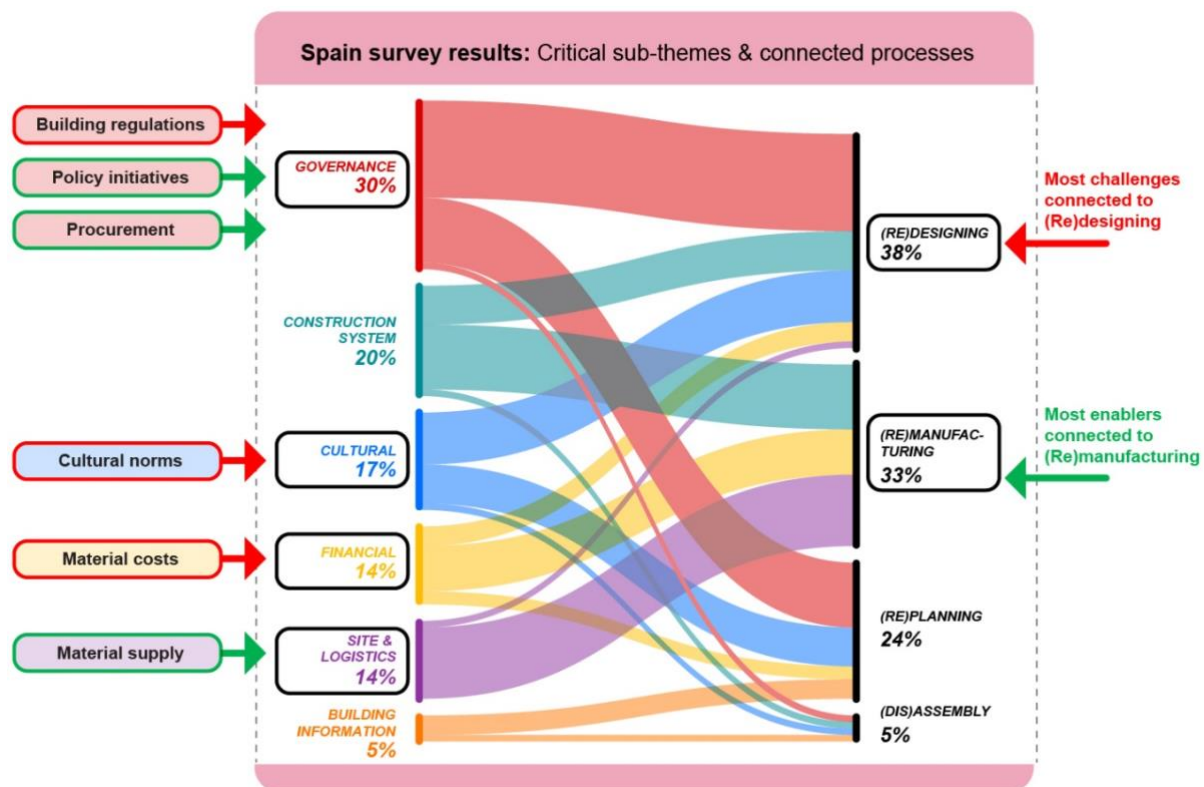 Spain survey results: Critical sub-themes & connected processes
Building regulations
Policy initiatives
Procurement
Cultural norms
Material costs
Material supply
GOVERNANCE
30%
CONSTRUCTION
SYSTEM
20%
CULTURAL
17%
FINANCIAL
14%
SITE &
LOGISTICS
14%
BUILDING
INFORMATION
5%
(RE)DESIGNING
38%
(RE)MANUFAC-
TURING
33%
(RE)PLANNING
24%
(DIS)ASSEMBLY
5%
Most challenges
connected to
(Re)designing
Most enablers
connected to
(Re)manufacturing